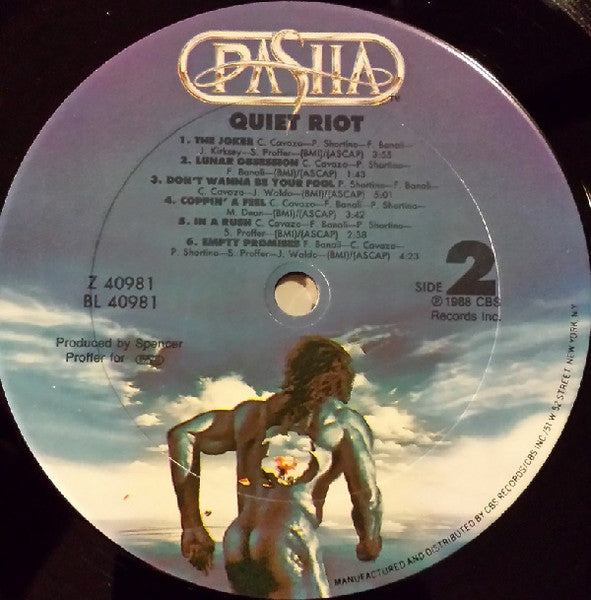 PASHA
TM
QUIET RIOT
1. THE JOKER C. Cavazo— P. Shortino— F. Banali—
J. Kirksey— S. Proffer—(BMI)/(ASCAP) 3:55
2. LUNAR OBSESSION C. Cavazo— P. Shortino—
F. Banali— (BMI)/(ASCAP) 1:43
3. DON'T WANNA BE YOUR FOOL P. Shortino— F. Banali—
C. Cavazo— J. Waldo— (BMI)/(ASCAP) 5:01
4. COPPIN' A FEEL C. Cavazo— F. Banali— P. Shortino—
M. Dean— (BMI)/(ASCAP) 3:42
5. IN A RUSH C. Cavazo— F. Banali— P. Shortino—
S. Proffer— (BMI)/(ASCAP) 2:58
6. EMPTY PROMISES F. Banali— C. Cavazo—
P. Shortino— S. Proffer— J. Waldo— (BMI)/(ASCAP) 4:23
Z 40981
BL 40981
SIDE 2
℗ 1988 CBS
Records Inc.
Produced by Spencer
Proffer for
MANUFACTURED AND DISTRIBUTED BY CBS RECORDS/CBS INC./51 W. 52 STREET, NEW YORK, N.Y.